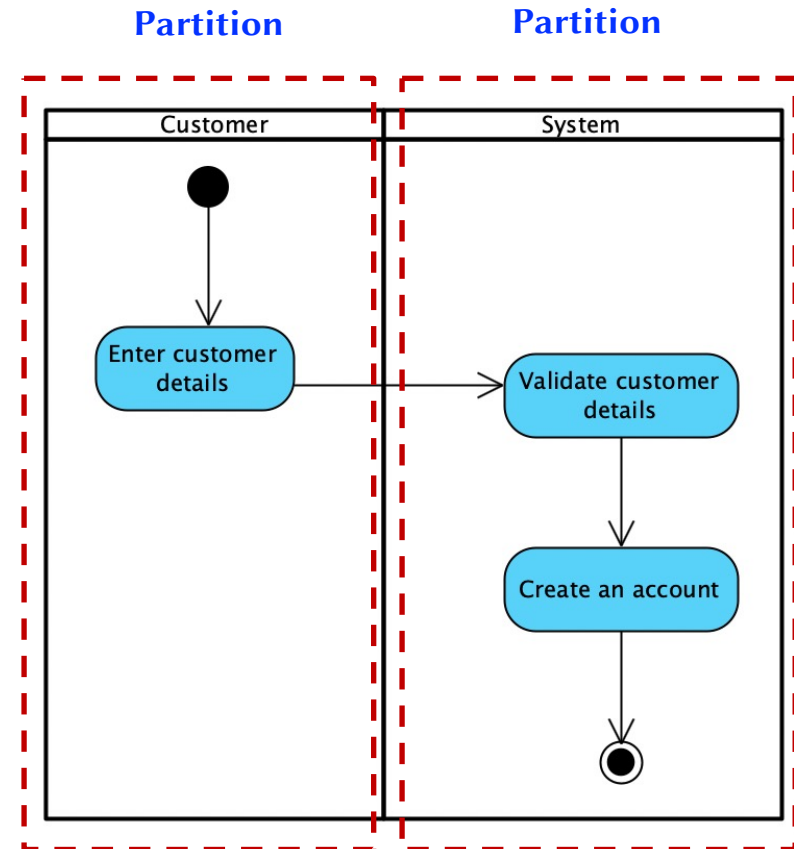 Partition
Partition
Customer
System
Enter customer
details
Validate customer
details
Create an account